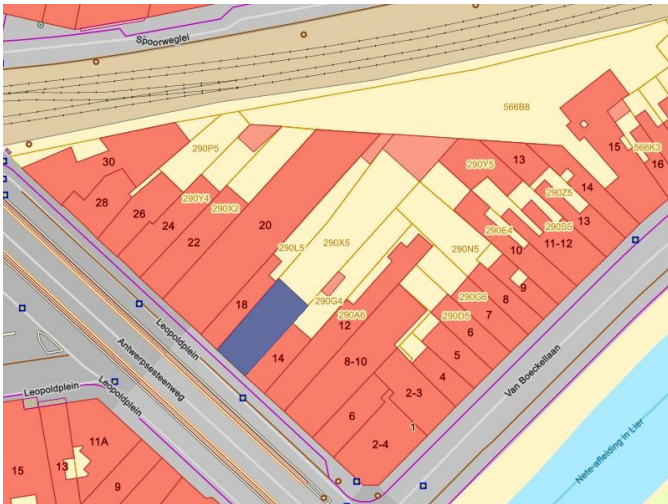 Spoorweglei
566B8
30
290P5
290Y5
13
15
566K3
16
28
26
24
290Y4
290X2
22
20
290Z5
14
13
290S5
11-12
290E4
10
290L5
290X5
290N5
18
290G4
290A6
12
290G6
290D5
9
8
7
6
5
4
14
8-10
2-3
6
1
2-4
Leopoldplein
Antwerpsesteenweg
Leopoldplein
Leopoldplein
Van Boeckellaan
Nete-afleiding in Lier
11A
13
15
9